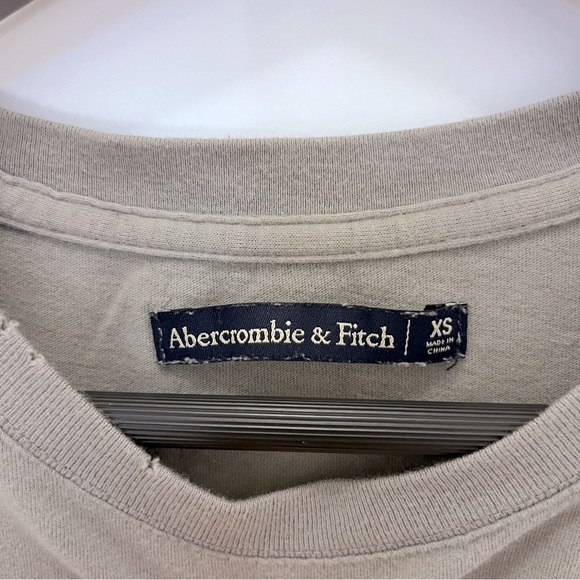 Abercrombie & Fitch | XS
MADE IN
CHINA